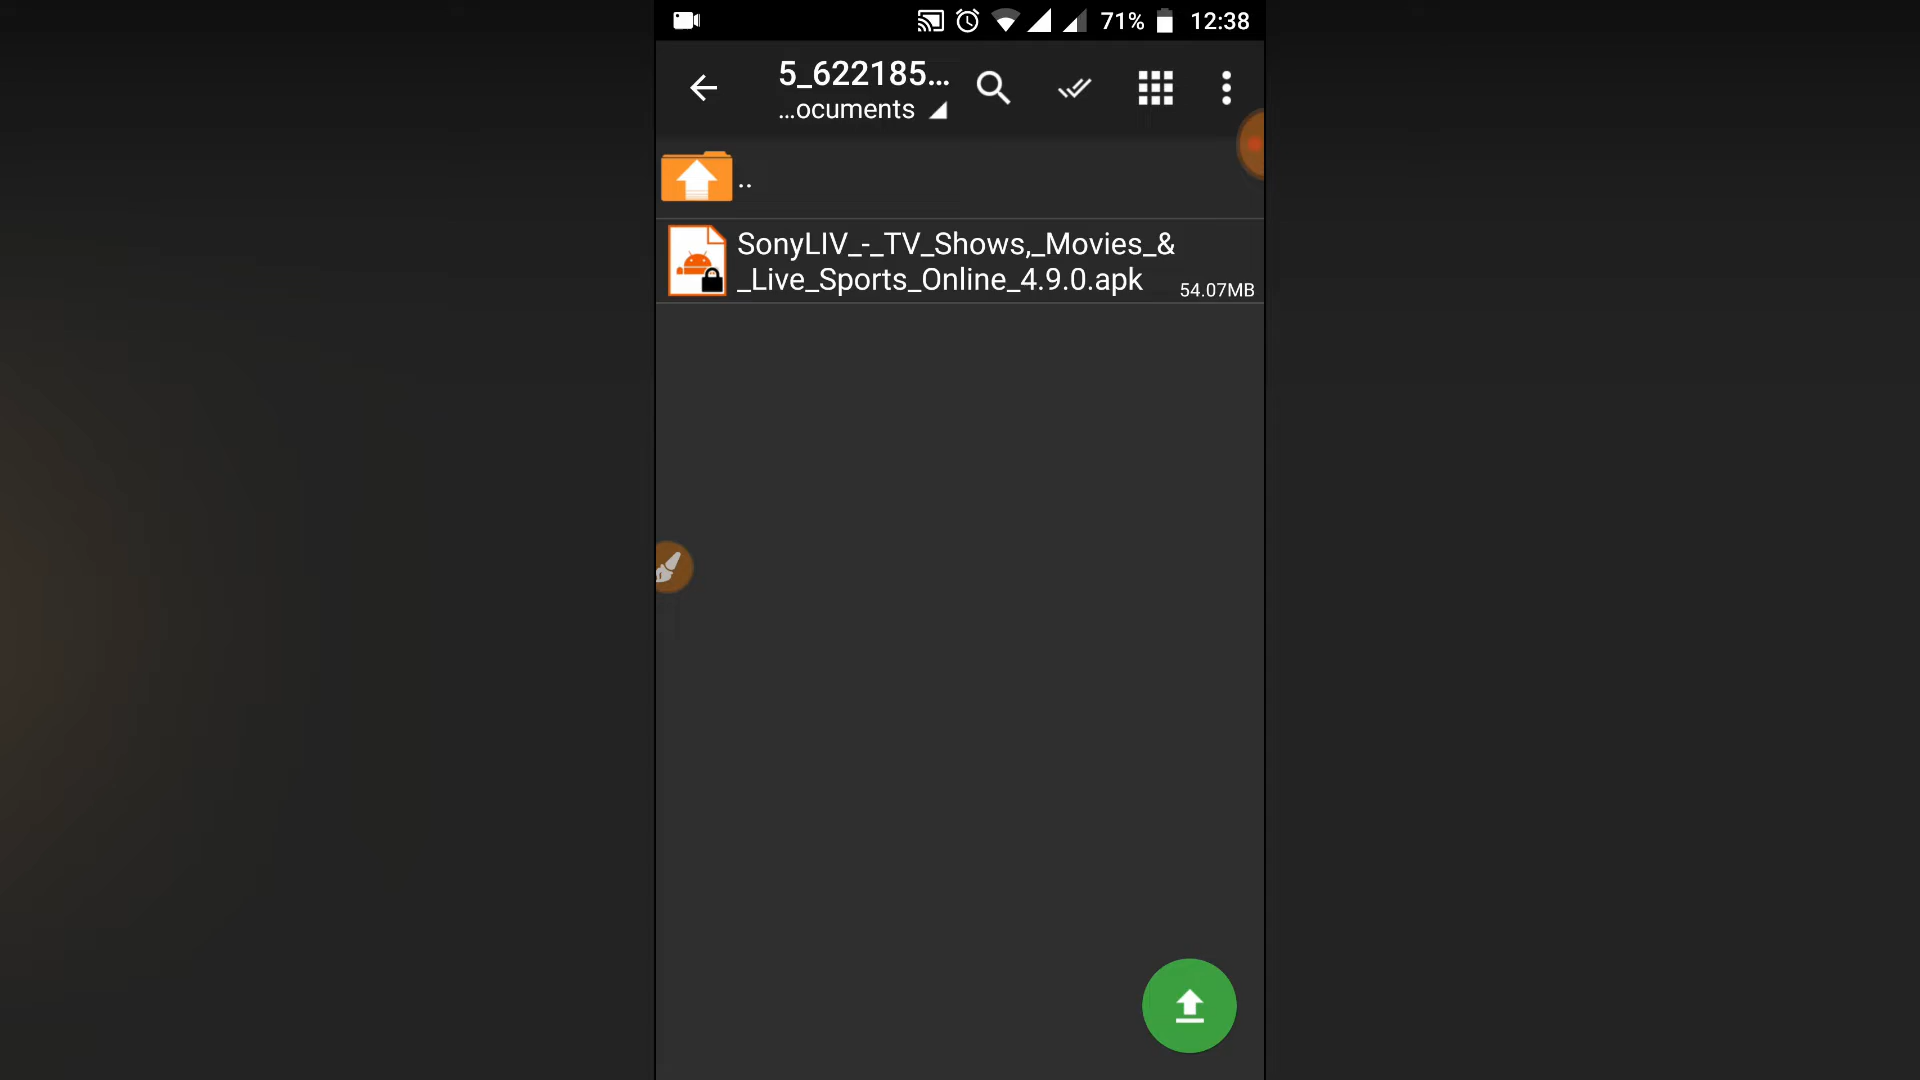 71% 12:38
5_622185...
...ocuments
..
SonyLIV_-_TV_Shows,_Movies_&
_Live_Sports_Online_4.9.0.apk
54.07MB